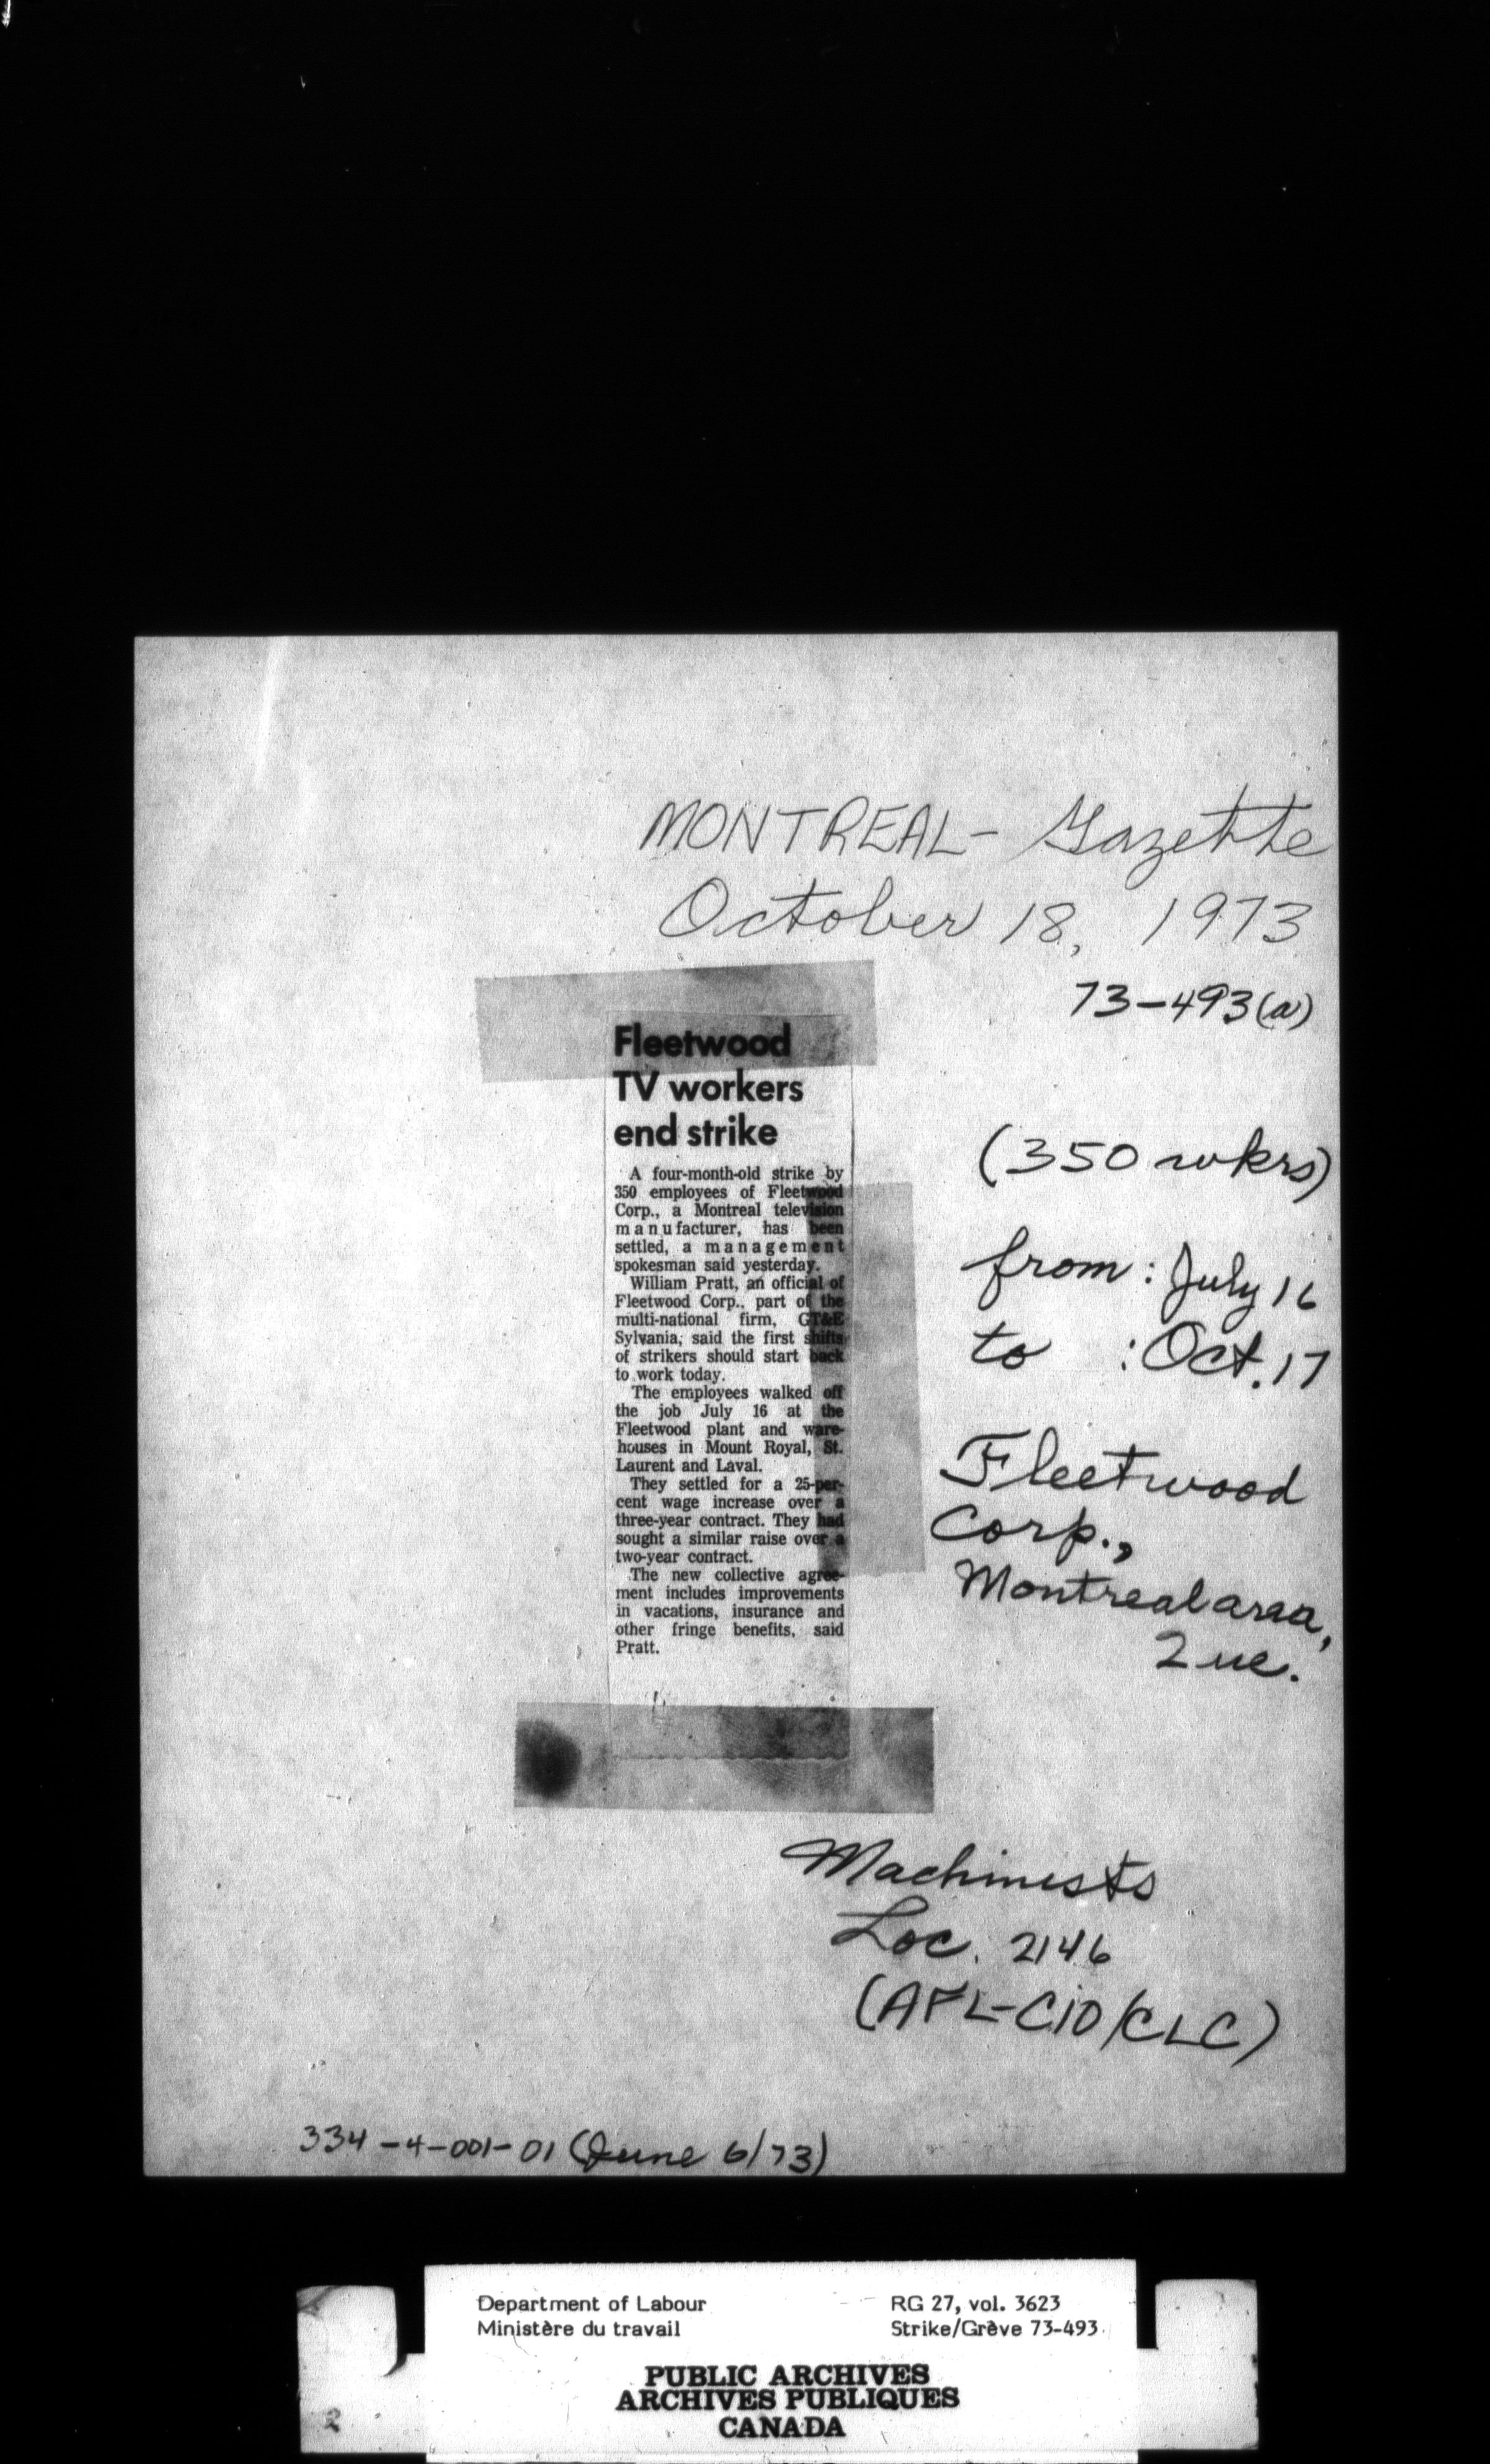 MONTREAL- Gazette
October 18, 1973
73-493(a)
Fleetwood
TV workers
end strike
A four-month-old strike by
350 employees of Fleetwood
Corp., a Montreal television
manufacturer, has been
settled, a management
spokesman said yesterday.
William Pratt, an official of
Fleetwood Corp., part of the
multi-national firm, GT&E
Sylvania, said the first shifts
of strikers should start back
to work today.
The employees walked off
the job July 16 at the
Fleetwood plant and ware-
houses in Mount Royal, St.
Laurent and Laval.
They settled for a 25-per-
cent wage increase over a
three-year contract. They had
sought a similar raise over a
two-year contract.
The new collective agree-
ment includes improvements
in vacations, insurance and
other fringe benefits, said
Pratt.
(350 wkrs)
from : July 16
to : Oct. 17
Fleetwood
Corp.,
Montreal area,
Que.
Machinists
Loc. 2146
(AFL-CIO/CLC)
334-4-001-01 (June 6/73)
Department of Labour
Ministère du travail
RG 27, vol. 3623
Strike/Grève 73-493
PUBLIC ARCHIVES
ARCHIVES PUBLIQUES
CANADA
2